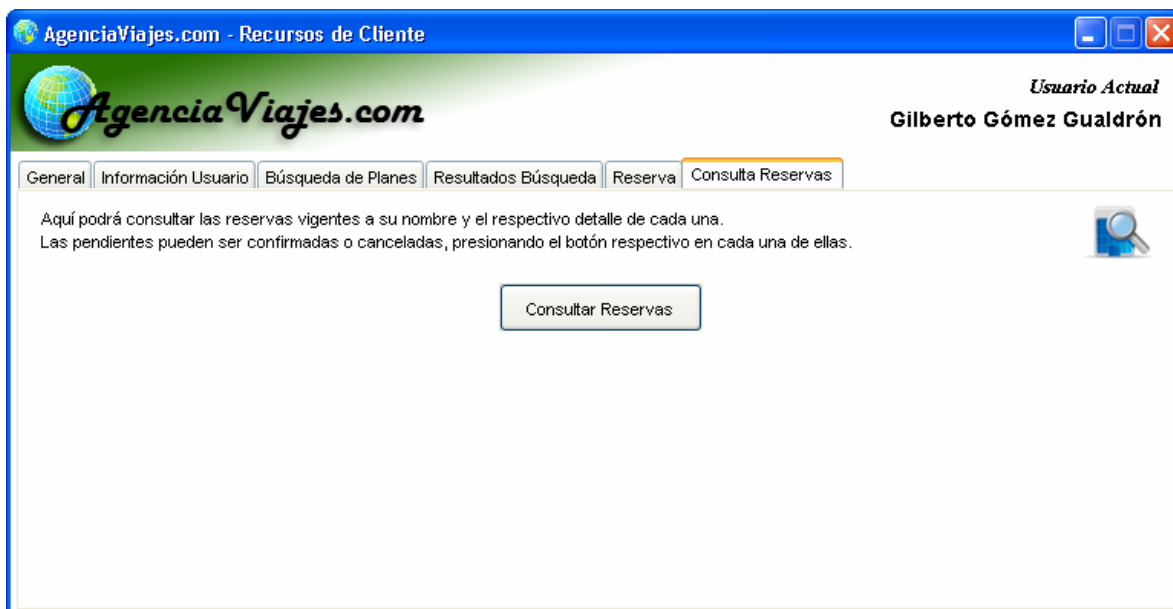 AgenciaViajes.com - Recursos de Cliente
AgenciaViajes.com
Usuario Actual
Gilberto Gómez Gualdrón
General Información Usuario Búsqueda de Planes Resultados Búsqueda Reserva Consulta Reservas
Aquí podrá consultar las reservas vigentes a su nombre y el respectivo detalle de cada una.
Las pendientes pueden ser confirmadas o canceladas, presionando el botón respectivo en cada una de ellas.
Consultar Reservas